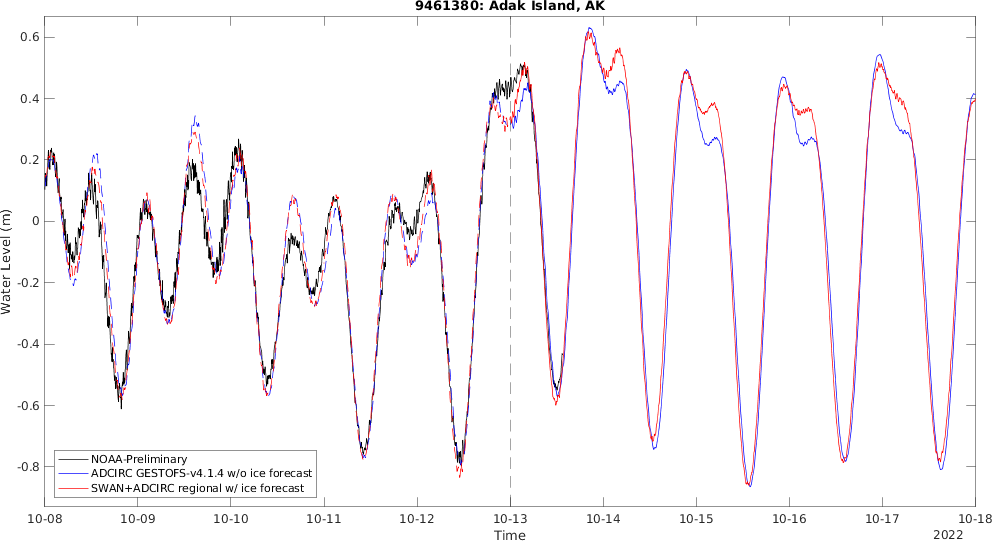 9461380: Adak Island, AK
0.6
0.4
0.2
0
-0.2
-0.4
-0.6
-0.8
Water Level (m)
NOAA-Preliminary
ADCIRC GESTOFS-v4.1.4 w/o ice forecast
SWAN+ADCIRC regional w/ ice forecast
10-08 10-09 10-10 10-11 10-12 10-13 10-14 10-15 10-16 10-17 10-18
Time
2022